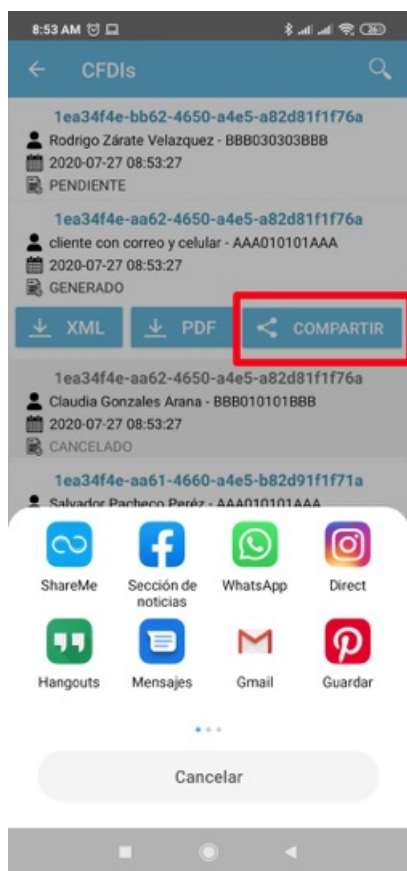 8:53 AM
26
CFDIs
1ea34f4e-bb62-4650-a4e5-a82d81f1f76a
Rodrigo Zárate Velazquez - BBB030303BBB
2020-07-27 08:53:27
PENDIENTE
1ea34f4e-aa62-4650-a4e5-a82d81f1f76a
cliente con correo y celular - AAA010101AAA
2020-07-27 08:53:27
GENERADO
XML PDF COMPARTIR
1ea34f4e-aa62-4650-a4e5-a82d81f1f76a
Claudia Gonzales Arana - BBB010101BBB
2020-07-27 08:53:27
CANCELADO
1ea34f4e-aa61-4660-a4e5-b82d91f1f71a
Salvador Pacheco Peréz - AAA010101AAA
ShareMe Sección de noticias WhatsApp Direct
Hangouts Mensajes Gmail Guardar
Cancelar